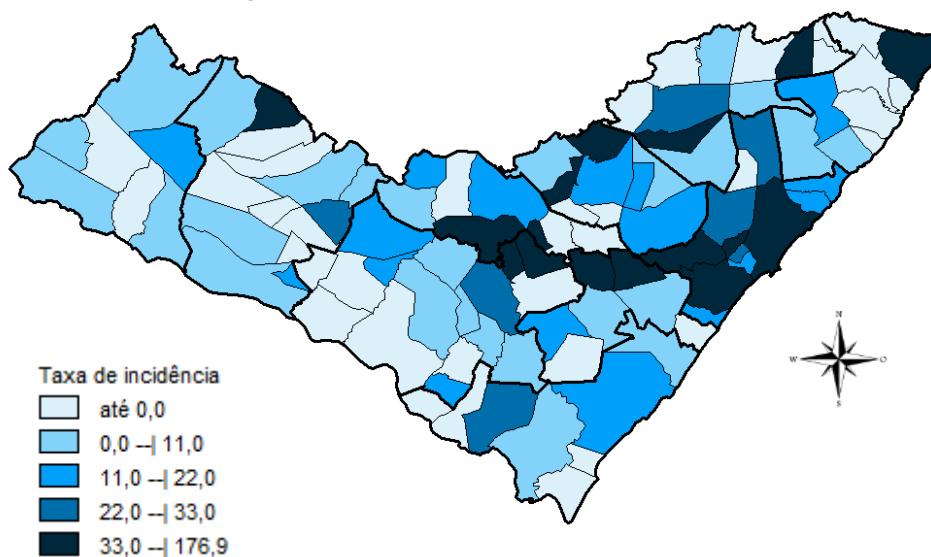 N
W
O
S
Taxa de incidência
até 0,0
0,0 --| 11,0
11,0 --| 22,0
22,0 --| 33,0
33,0 --| 176,9